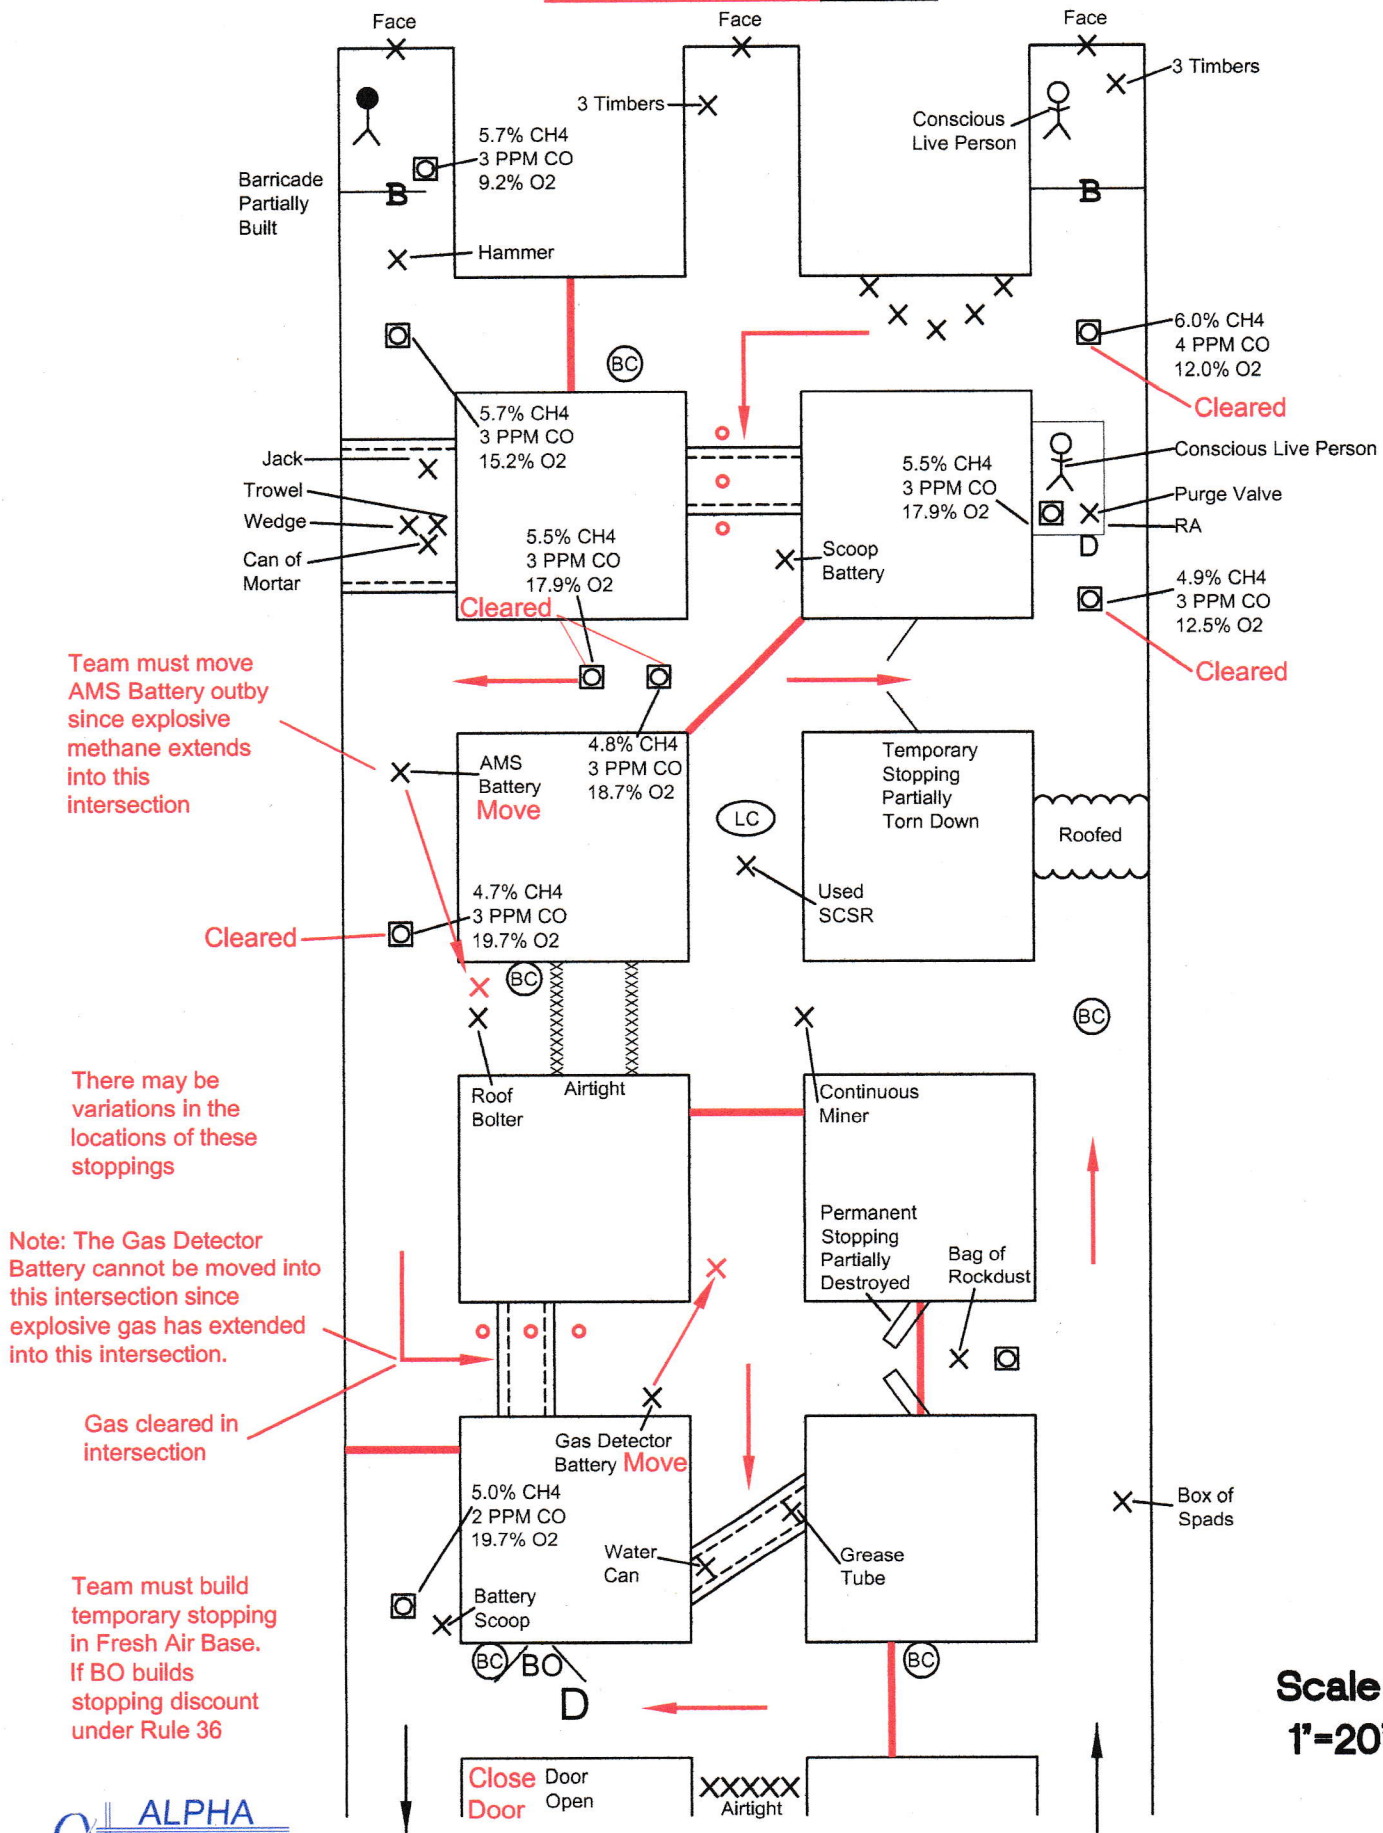 Face
Face
Face
3 Timbers
3 Timbers
Conscious
Live Person
5.7% CH4
3 PPM CO
9.2% O2
Barricade
Partially
Built
B
B
Hammer
6.0% CH4
4 PPM CO
12.0% O2
Cleared
BC
5.7% CH4
3 PPM CO
15.2% O2
Jack
Trowel
Wedge
Can of
Mortar
5.5% CH4
3 PPM CO
17.9% O2
Cleared
5.5% CH4
3 PPM CO
17.9% O2
Conscious Live Person
Purge Valve
RA
D
Scoop
Battery
4.9% CH4
3 PPM CO
12.5% O2
Cleared
Team must move
AMS Battery outby
since explosive
methane extends
into this
intersection
AMS
Battery
Move
4.8% CH4
3 PPM CO
18.7% O2
Temporary
Stopping
Partially
Torn Down
LC
Roofed
Used
SCSR
4.7% CH4
3 PPM CO
19.7% O2
Cleared
BC
BC
Roof
Bolter
Airtight
Continuous
Miner
There may be
variations in the
locations of these
stoppings
Permanent
Stopping
Partially
Destroyed
Bag of
Rockdust
Note: The Gas Detector
Battery cannot be moved into
this intersection since
explosive gas has extended
into this intersection.
Gas cleared in
intersection
Gas Detector
Battery Move
5.0% CH4
2 PPM CO
19.7% O2
Water
Can
Grease
Tube
Box of
Spads
Battery
Scoop
Team must build
temporary stopping
in Fresh Air Base.
If BO builds
stopping discount
under Rule 36
BC
BO
D
BC
Scale
1"=20'
Close
Door
Door
Open
XXXXX
Airtight
ALPHA